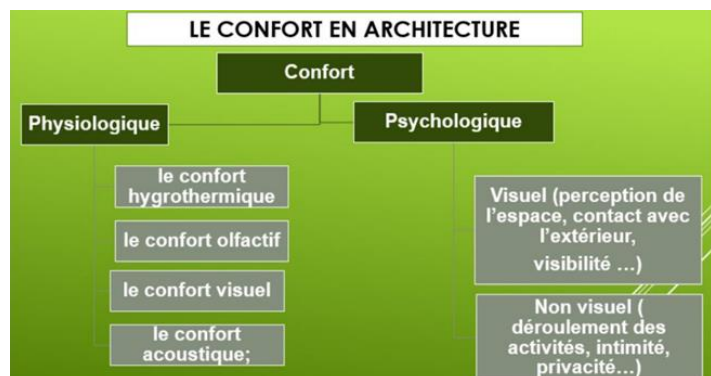 LE CONFORT EN ARCHITECTURE
Confort
Physiologique
le confort
hygrothermique
le confort olfactif
le confort visuel
le confort
acoustique;
Psychologique
Visuel (perception de
l'espace, contact avec
l'extérieur,
visibilité ...)
Non visuel (
déroulement des
activités, intimité,
privacité...)